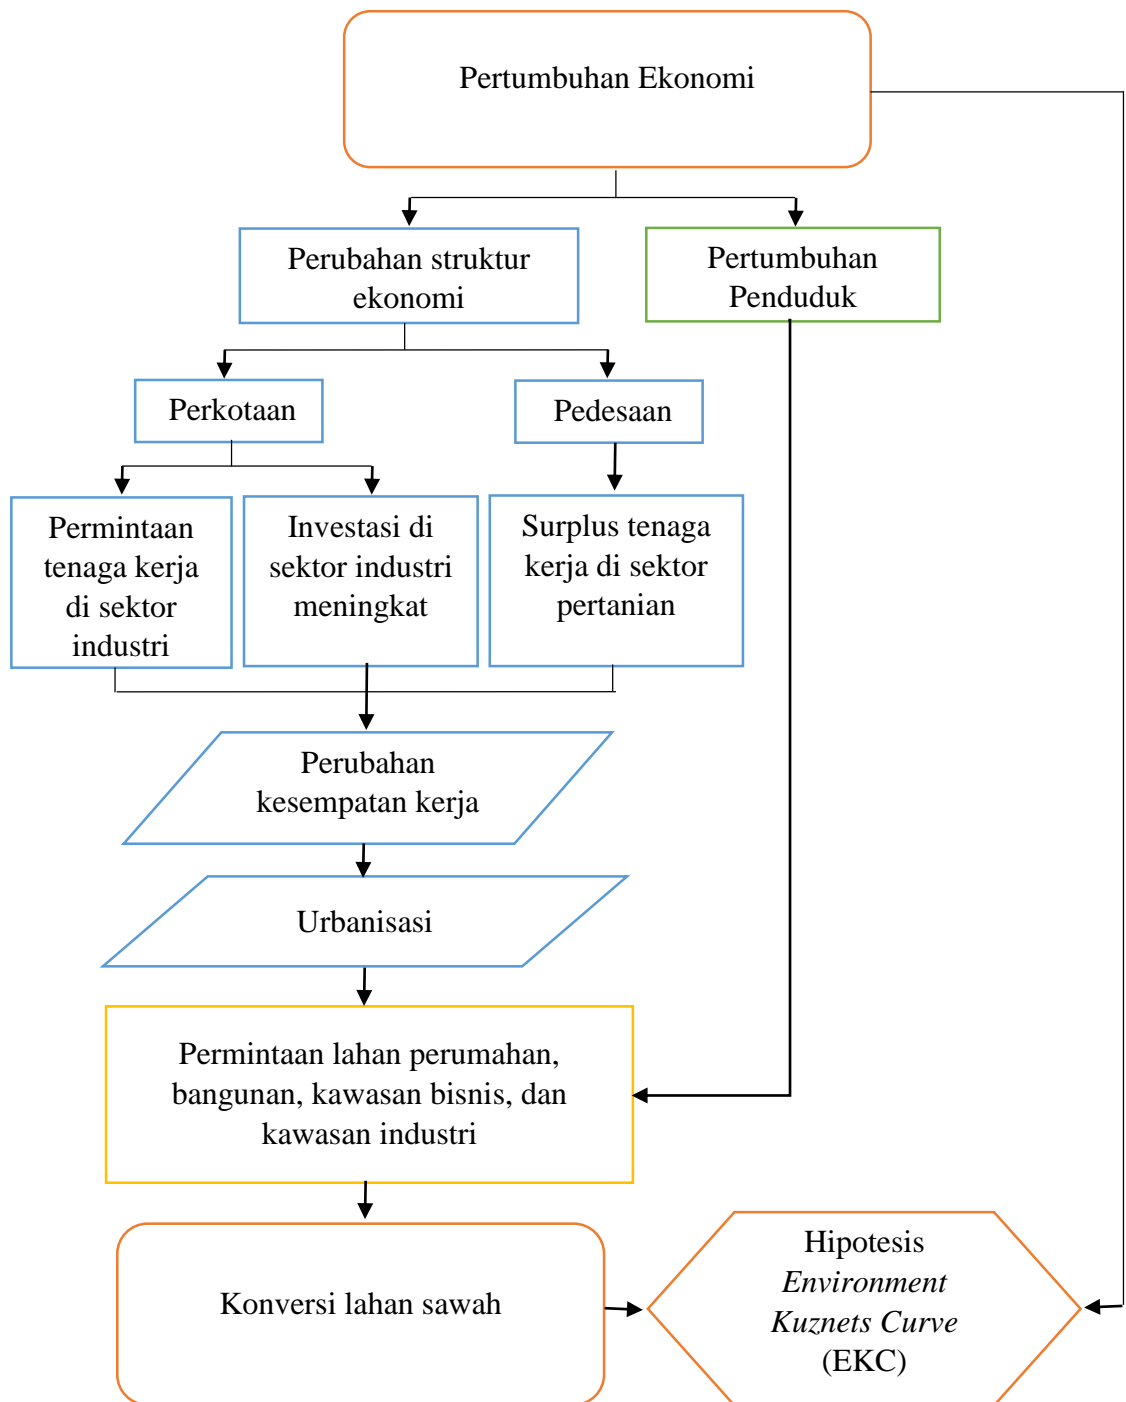 Pertumbuhan Ekonomi
Perubahan struktur
ekonomi
Pertumbuhan
Penduduk
Perkotaan
Pedesaan
Permintaan
tenaga kerja
di sektor
industri
Investasi di
sektor industri
meningkat
Surplus tenaga
kerja di sektor
pertanian
Perubahan
kesempatan kerja
Urbanisasi
Permintaan lahan perumahan,
bangunan, kawasan bisnis, dan
kawasan industri
Konversi lahan sawah
Hipotesis
Environment
Kuznets Curve
(EKC)